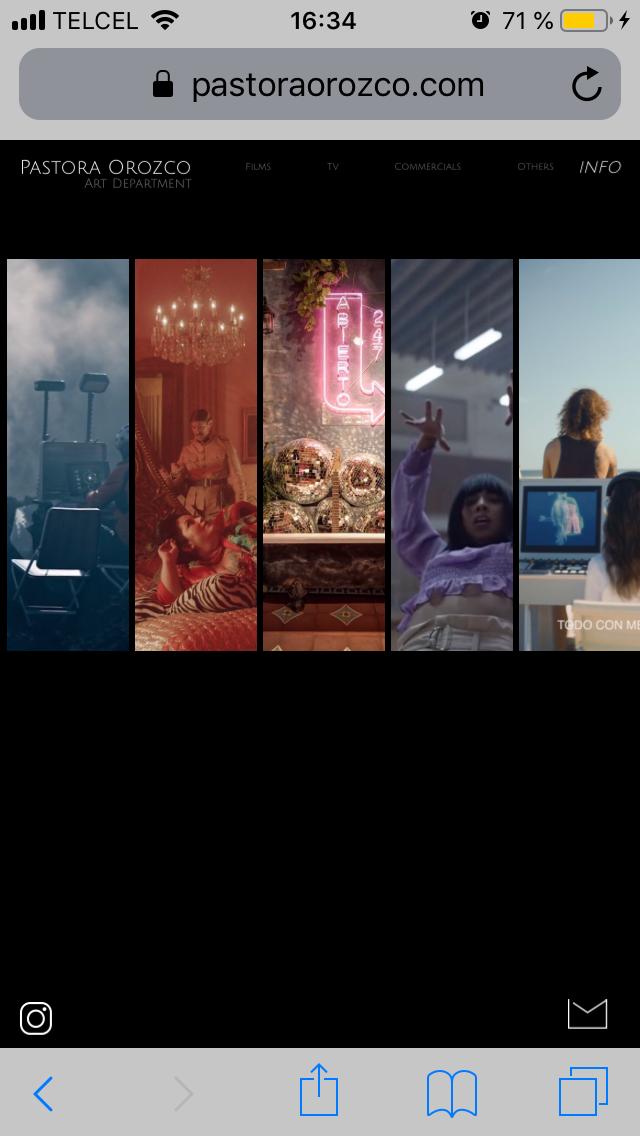 TELCEL 16:34 71 %
pastoraorozco.com
PASTORA OROZCO FILMS TV COMMERCIALS OTHERS INFO
ART DEPARTMENT
ABIERTO
24/7
TODO CON ME